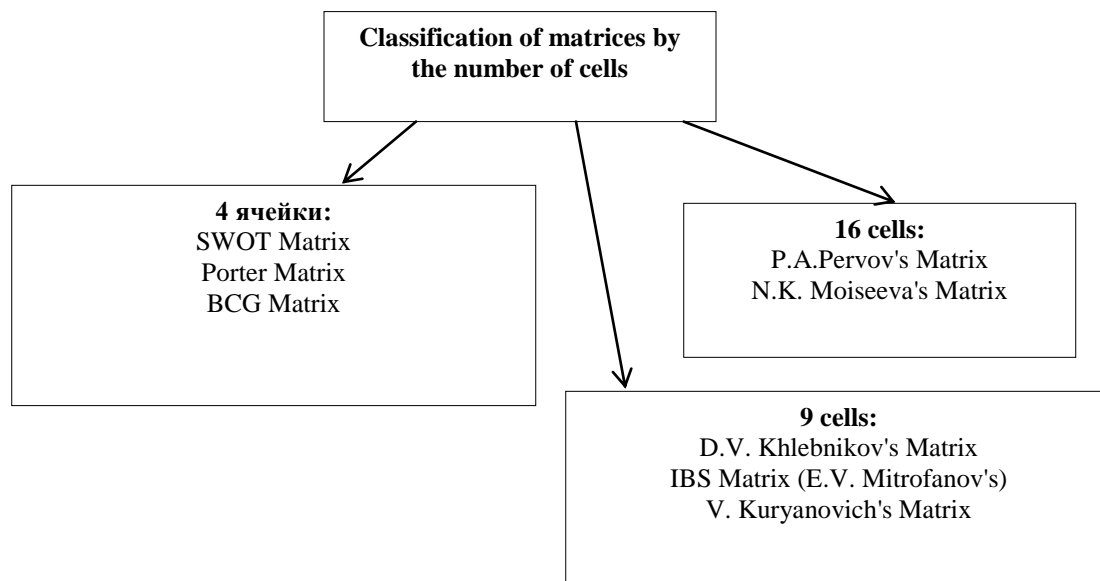 Classification of matrices by
the number of cells
4 ячейки:
SWOT Matrix
Porter Matrix
BCG Matrix
16 cells:
P.A.Pervov's Matrix
N.K. Moiseeva's Matrix
9 cells:
D.V. Khlebnikov's Matrix
IBS Matrix (E.V. Mitrofanov's)
V. Kuryanovich's Matrix